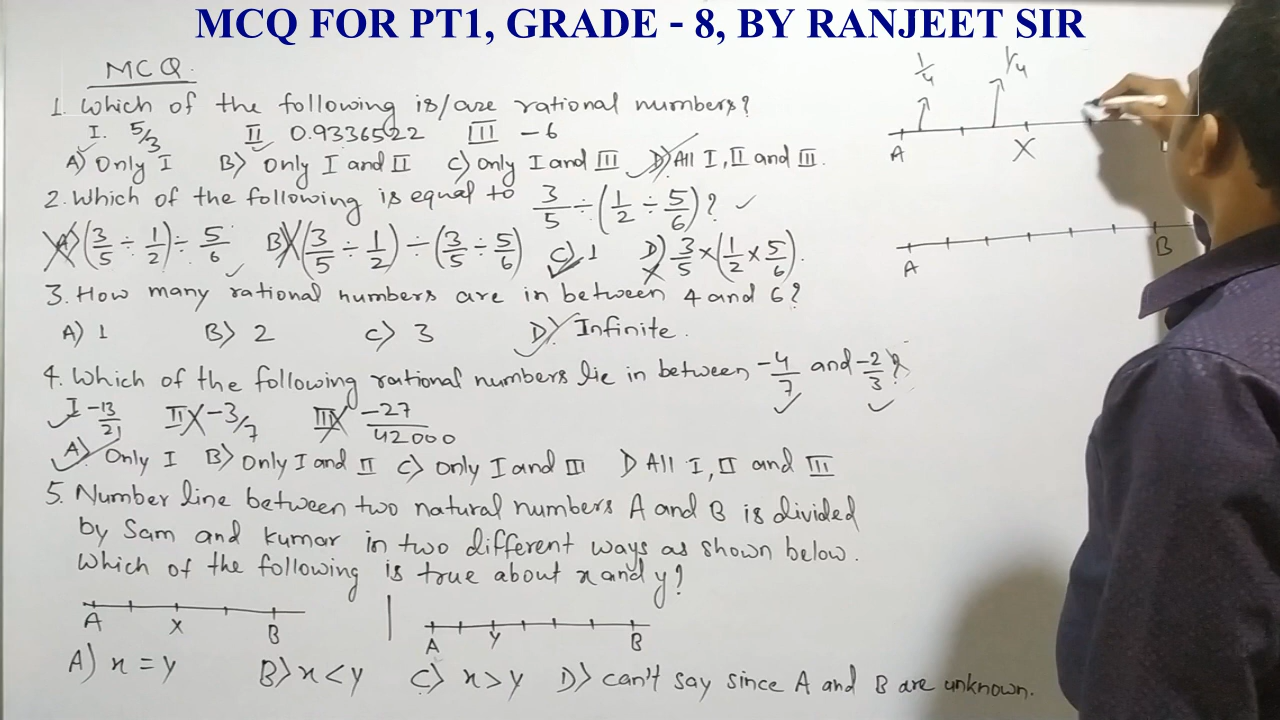 MCQ FOR PT1, GRADE - 8, BY RANJEET SIR
MCQ.
1. Which of the following is/are rational numbers?
I. 5/3 II 0.9336522 III -6
A) Only I B) Only I and II C) Only I and III D) All I, II and III.
2. Which of the following is equal to 3/5 ÷ (1/2 ÷ 5/6)?
A) (3/5 ÷ 1/2) ÷ 5/6 B) (3/5 ÷ 1/2) ÷ (3/5 ÷ 5/6) C) 1 D) 3/5 × (1/2 × 5/6).
3. How many rational numbers are in between 4 and 6?
A) 1 B) 2 C) 3 D) Infinite.
4. Which of the following rational numbers lie in between -4/7 and -2/3?
I -13/21 II -3/7 III -27/42000
A) Only I B) Only I and II C) Only I and III D All I, II and III
5. Number line between two natural numbers A and B is divided
by Sam and Kumar in two different ways as shown below.
Which of the following is true about x and y?
A X B A Y B
A) x = y B) x < y C) x > y D) can't say since A and B are unknown.
1/4 1/4
A X
A B